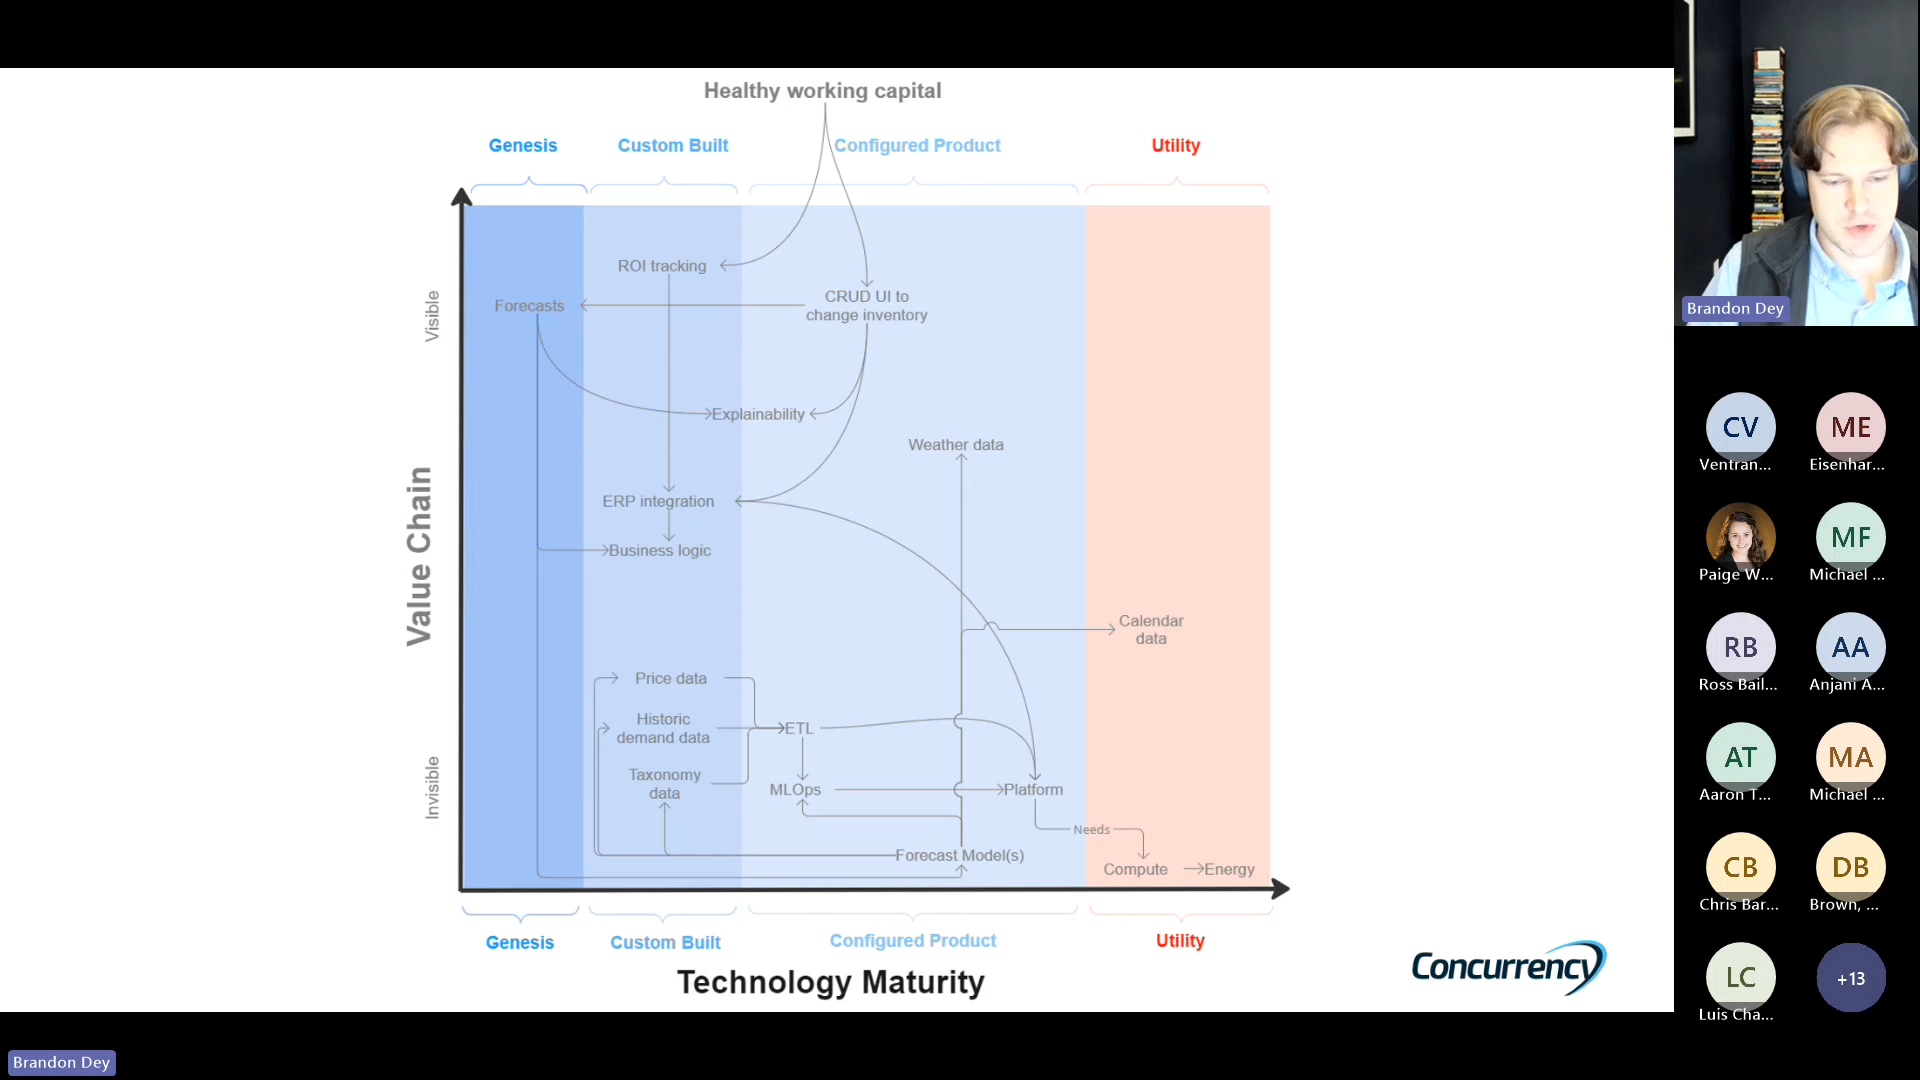 Healthy working capital
Genesis
Custom Built
Configured Product
Utility
ROI tracking
Forecasts
CRUD UI to
change inventory
Visible
Explainability
Weather data
Value Chain
ERP integration
Business logic
Calendar
data
Price data
Historic
demand data
ETL
Taxonomy
data
MLOps
Platform
Invisible
Needs
Forecast Model(s)
Compute
Energy
Genesis
Custom Built
Configured Product
Utility
Technology Maturity
Concurrency
Brandon Dey
CV
Ventran...
ME
Eisenhar...
Paige W...
MF
Michael ...
RB
Ross Bail...
AA
Anjani A...
AT
Aaron T...
MA
Michael ...
CB
Chris Bar...
DB
Brown, ...
LC
Luis Cha...
+13
Brandon Dey